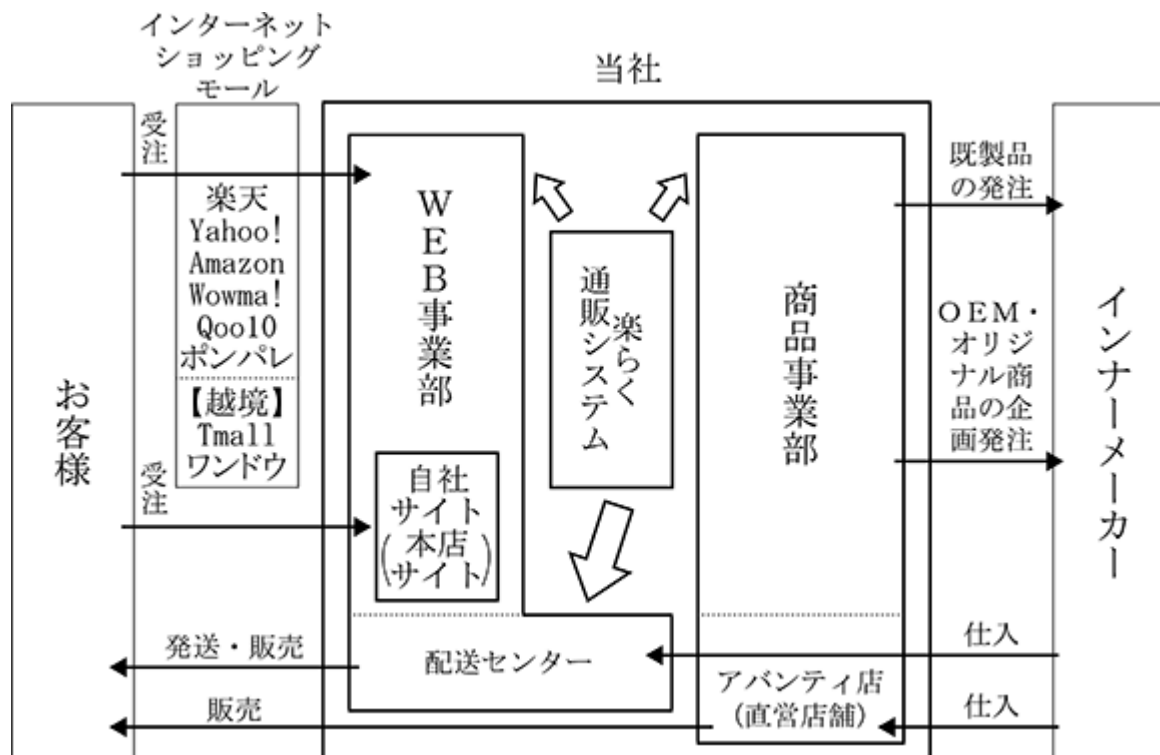 インターネット
ショッピング
モール
当社
お客様
受注
楽天
Yahoo!
Amazon
Wowma!
Qoo10
ポンパレ
【越境】
Tmall
ワンドウ
受注
WEB事業部
自社
サイト
(本店
サイト)
楽らく
通販システム
商品事業部
既製品
の発注
OEM・
オリジ
ナル商
品の企
画発注
インナーメーカー
発送・販売
配送センター
仕入
販売
アバンティ店
(直営店舗)
仕入